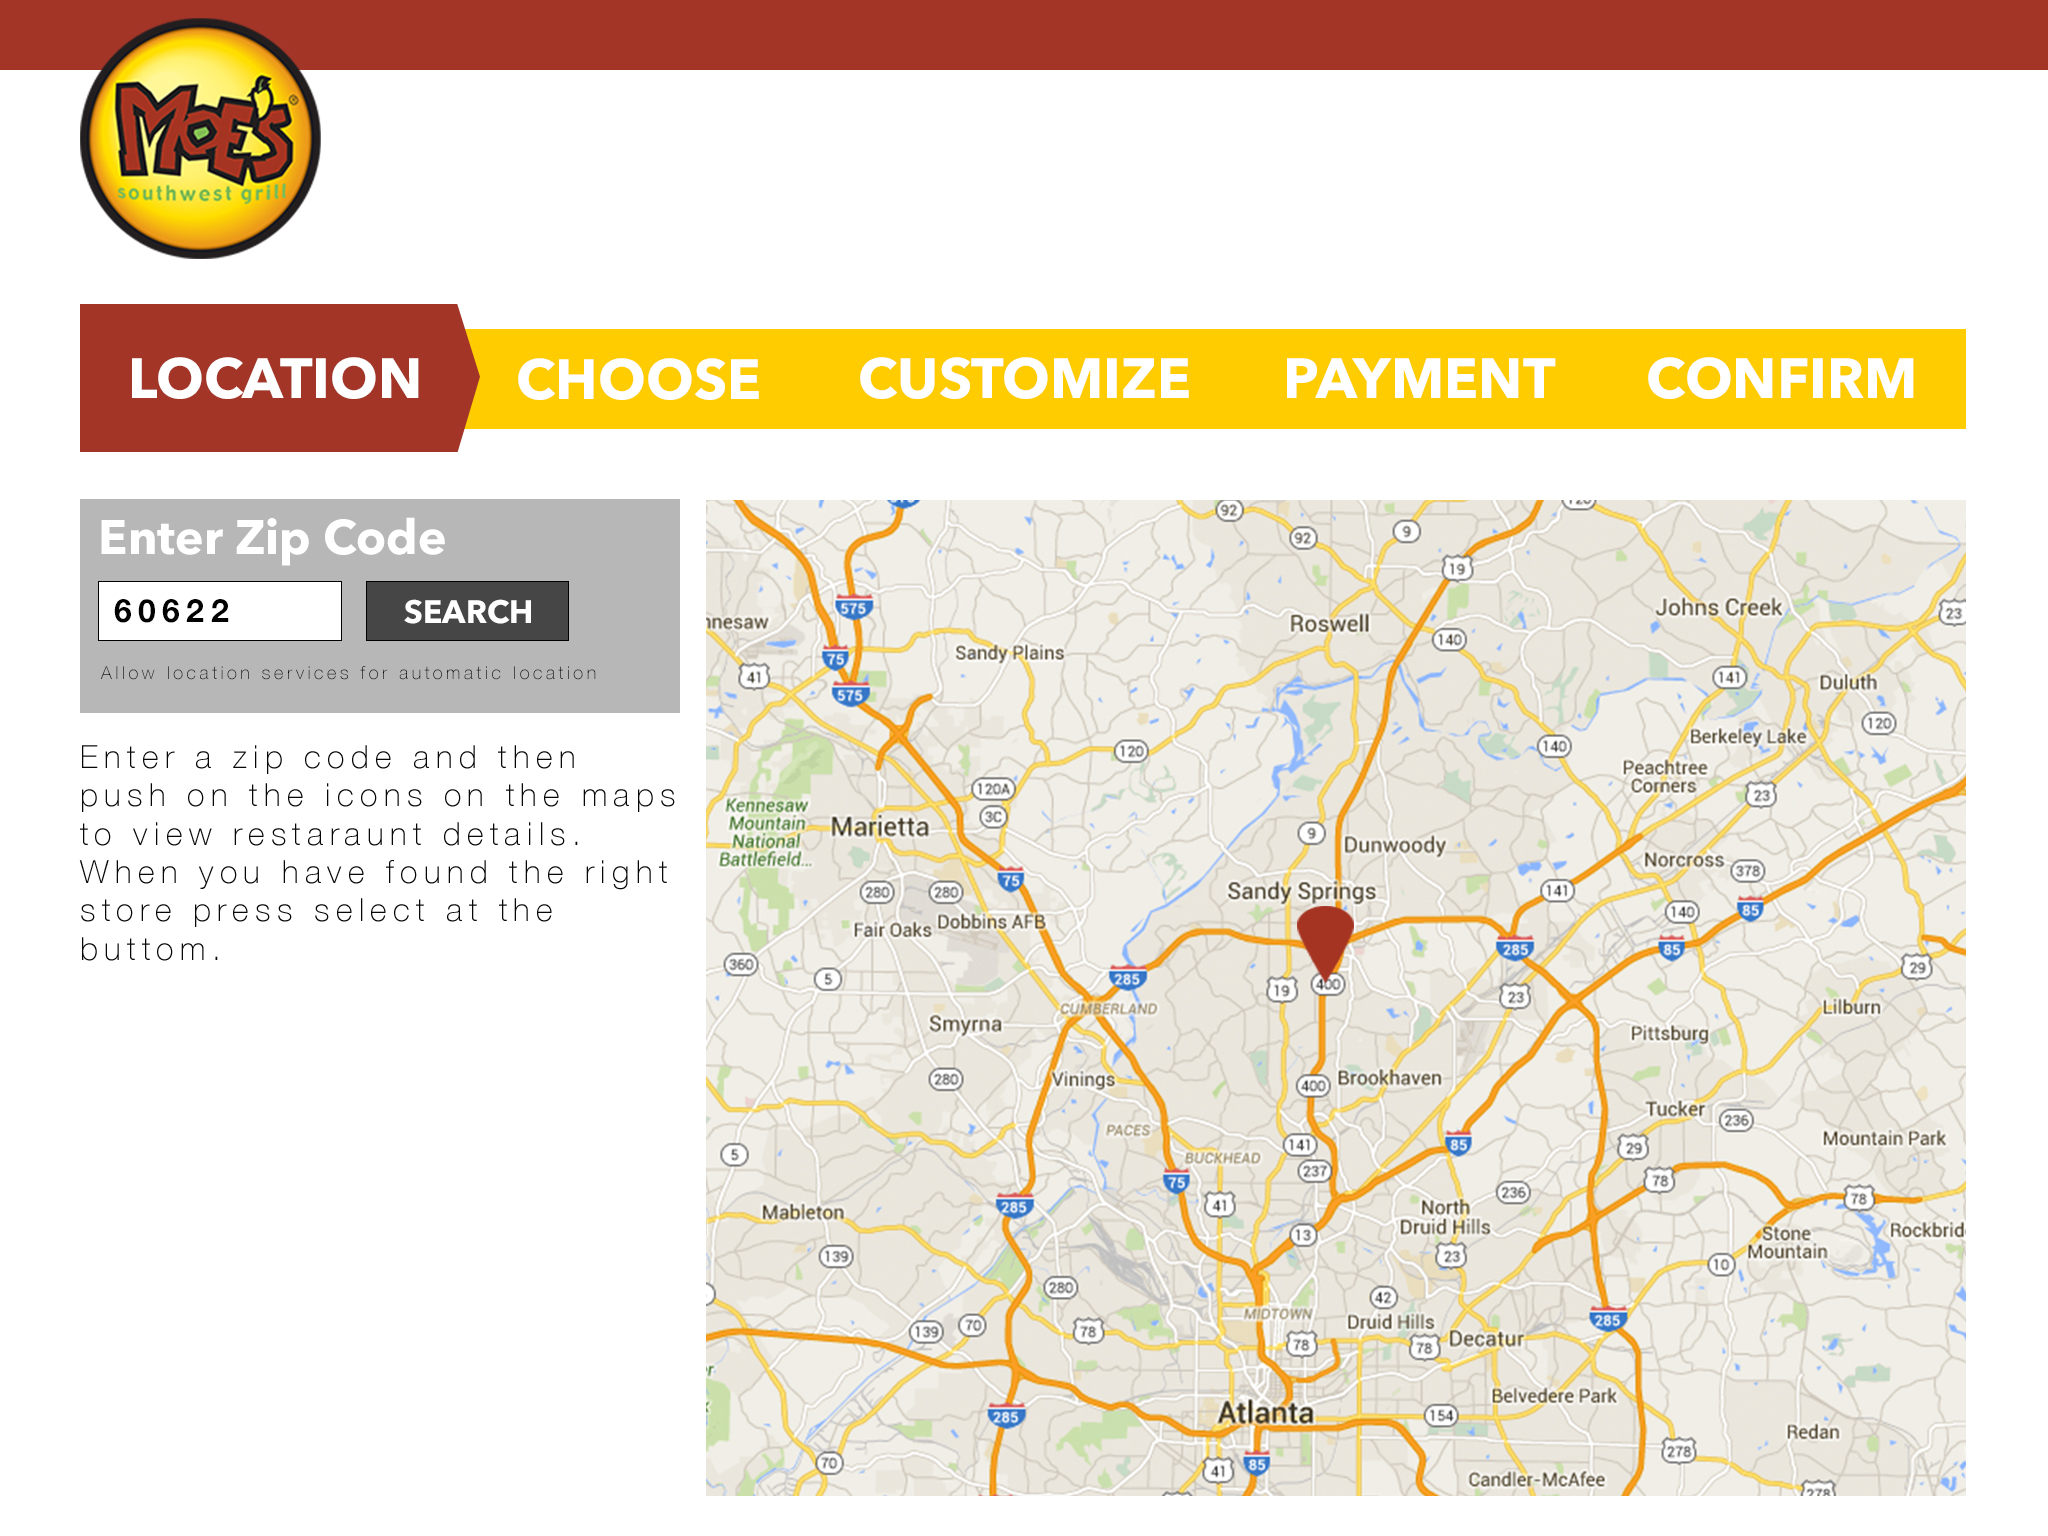 MOE'S®
southwest grill
LOCATION
CHOOSE
CUSTOMIZE
PAYMENT
CONFIRM
Enter Zip Code
60622
SEARCH
Allow location services for automatic location
Enter a zip code and then
push on the icons on the maps
to view restaraunt details.
When you have found the right
store press select at the
buttom.
92
9
92
19
575
Johns Creek
23
nnesaw
Roswell
140
Sandy Plains
75
41
575
141
Duluth
120
Berkeley Lake
120
140
Peachtree
Corners
120A
23
Kennesaw
Mountain
National
Battlefield...
3C
Marietta
9
Dunwoody
Norcross
378
75
280
280
Sandy Springs
141
Dobbins AFB
Fair Oaks
140
85
285
85
360
5
285
19
400
23
29
CUMBERLAND
Lilburn
Smyrna
Pittsburg
280
Vinings
400
Brookhaven
Tucker
236
PACES
141
85
29
Mountain Park
5
BUCKHEAD
237
75
78
236
78
285
41
Mableton
North
Druid Hills
13
Stone
Mountain
Rockbrid
139
23
10
280
42
MIDTOWN
285
139
70
78
Druid Hills
78
78
Decatur
Belvedere Park
285
Atlanta
154
Redan
278
70
41
85
Candler-McAfee
278